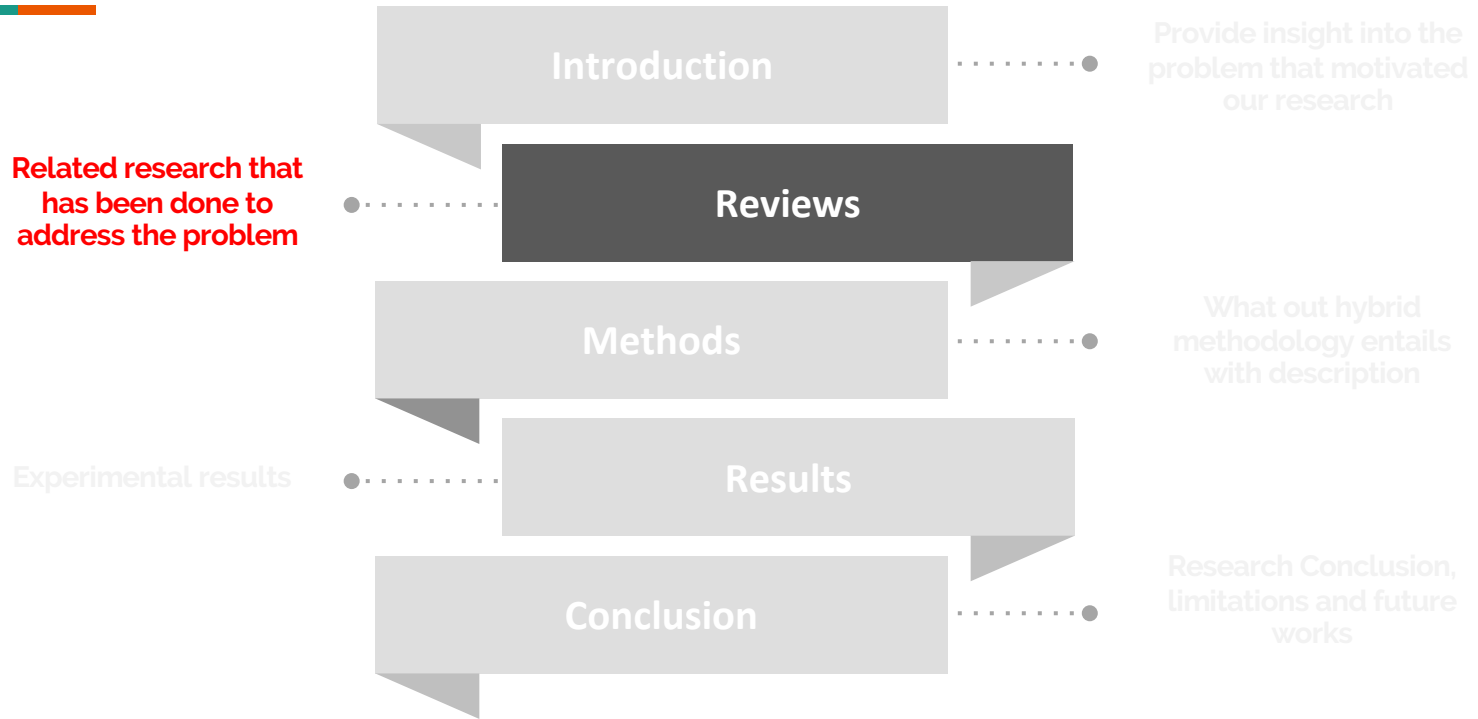 Introduction
Provide insight into the
problem that motivated
our research
Related research that
has been done to
address the problem
Reviews
Methods
What out hybrid
methodology entails
with description
Experimental results
Results
Conclusion
Research Conclusion,
limitations and future
works